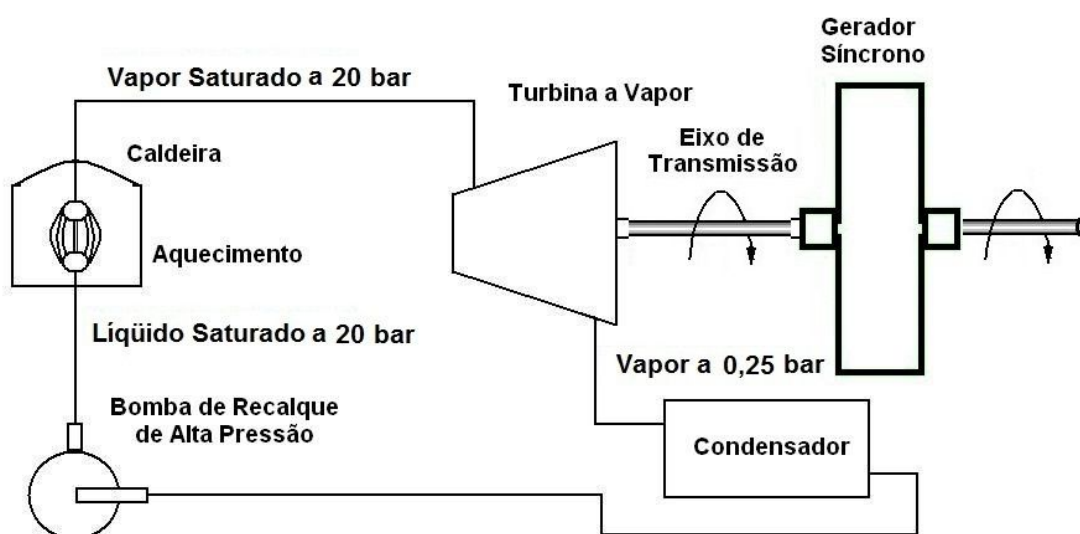 Gerador
Síncrono
Vapor Saturado a 20 bar
Turbina a Vapor
Eixo de
Transmissão
Caldeira
Aquecimento
Líqüido Saturado a 20 bar
Vapor a 0,25 bar
Bomba de Recalque
de Alta Pressão
Condensador